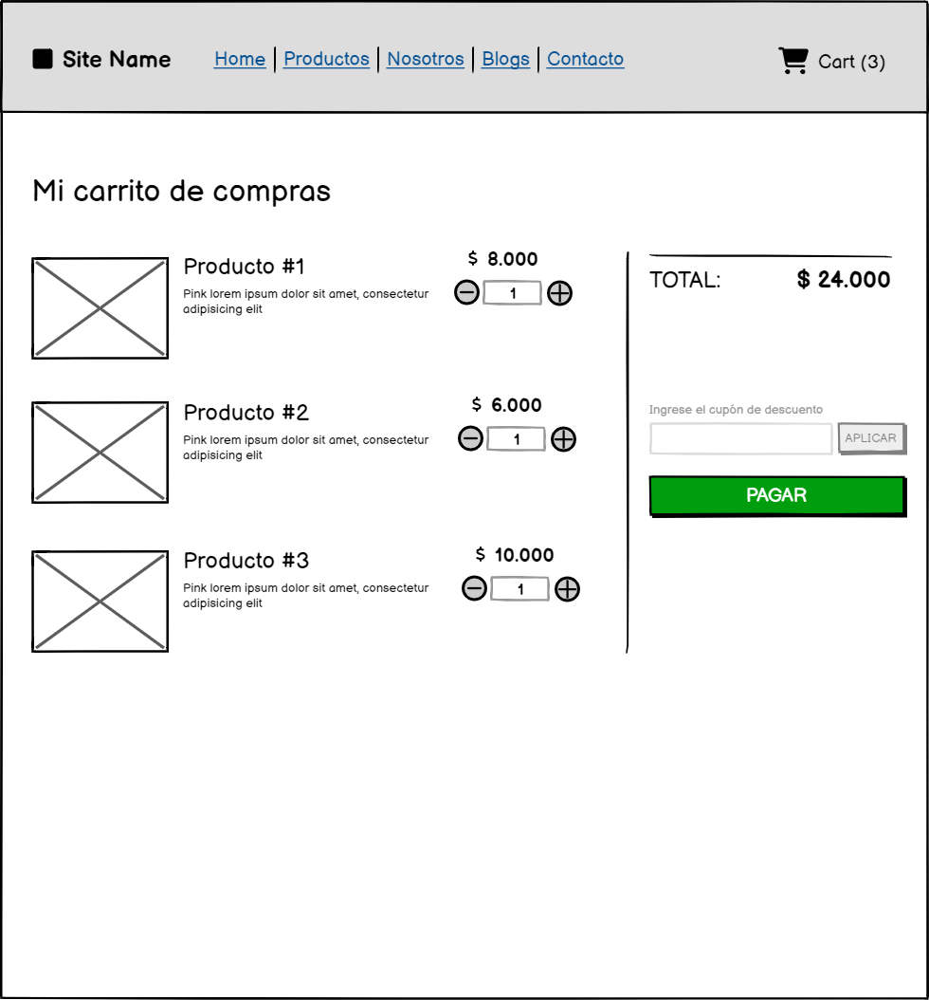 Site Name
Home | Productos | Nosotros | Blogs | Contacto
Cart (3)
Mi carrito de compras
Producto #1
Pink lorem ipsum dolor sit amet, consectetur
adipisicing elit
$ 8.000
1
Producto #2
Pink lorem ipsum dolor sit amet, consectetur
adipisicing elit
$ 6.000
1
Producto #3
Pink lorem ipsum dolor sit amet, consectetur
adipisicing elit
$ 10.000
1
TOTAL: $ 24.000
Ingrese el cupón de descuento
APLICAR
PAGAR